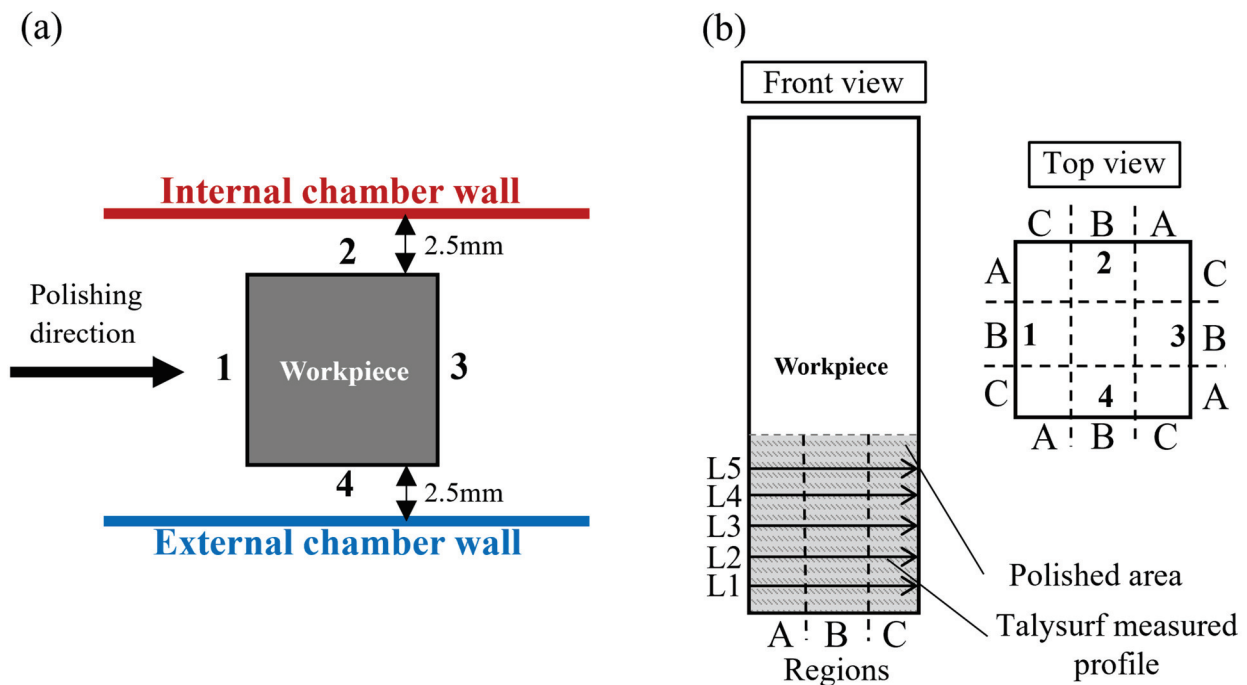 (a)
Internal chamber wall
2.5mm
2
Polishing
direction
1
Workpiece
3
4
2.5mm
External chamber wall
(b)
Front view
Workpiece
L5
L4
L3
L2
L1
A B C
Regions
Top view
C B A
2
A
C
B 1
3 B
C
A
4
A B C
Polished area
Talysurf measured
profile